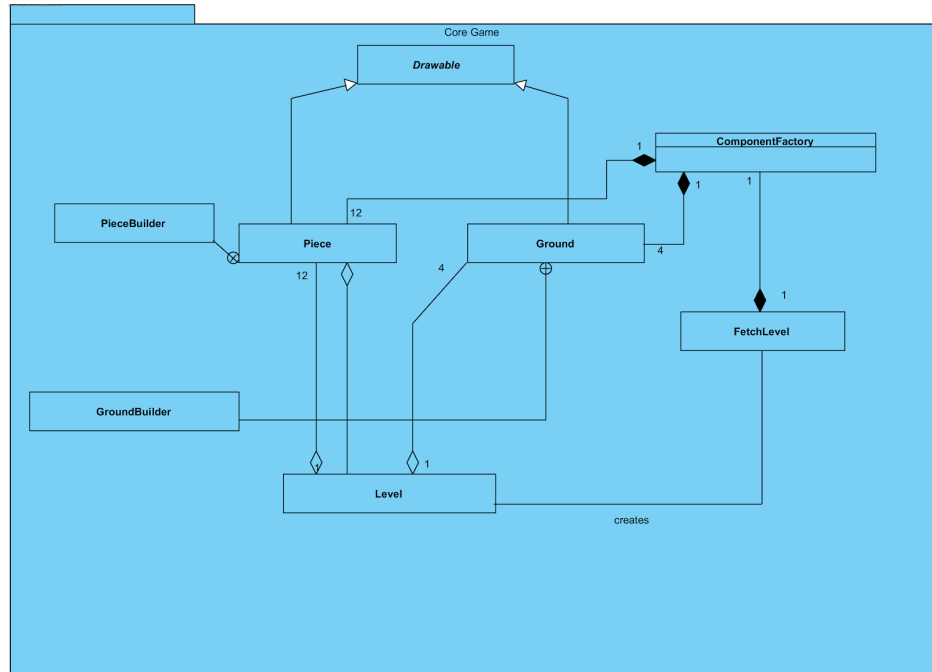 Core Game
Drawable
ComponentFactory
1
1
1
12
PieceBuilder
Piece
Ground
4
12
4
1
FetchLevel
GroundBuilder
1
1
Level
creates